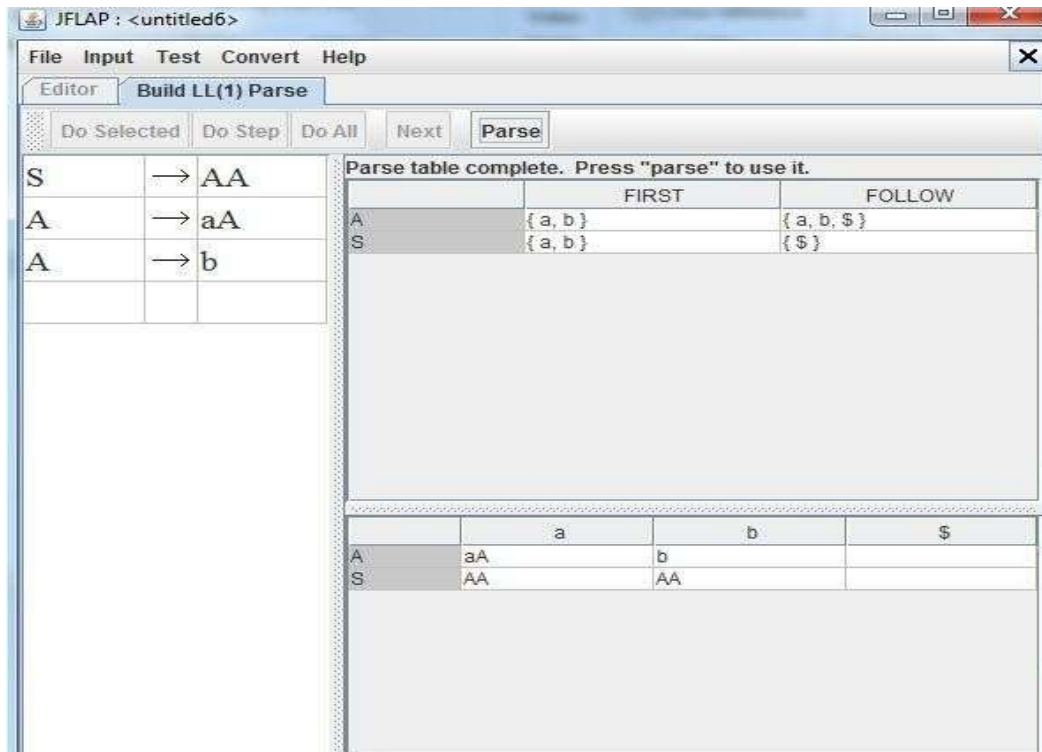 JFLAP : <untitled6>
File Input Test Convert Help
Editor Build LL(1) Parse
Do Selected Do Step Do All Next Parse
S → AA
A → aA
A → b
Parse table complete. Press "parse" to use it.
FIRST FOLLOW
A { a, b } { a, b, $ }
S { a, b } { $ }
a b $
A aA b
S AA AA